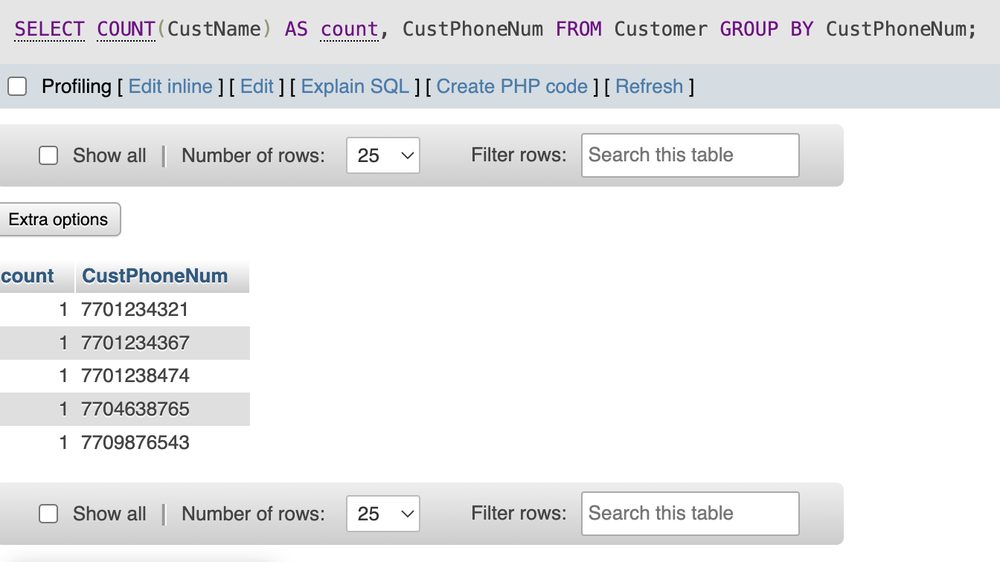 SELECT COUNT(CustName) AS count, CustPhoneNum FROM Customer GROUP BY CustPhoneNum;
Profiling [ Edit inline ] [ Edit ] [ Explain SQL ] [ Create PHP code ] [ Refresh ]
Show all | Number of rows: 25 Filter rows: Search this table
Extra options
count CustPhoneNum
1 7701234321
1 7701234367
1 7701238474
1 7704638765
1 7709876543
Show all | Number of rows: 25 Filter rows: Search this table